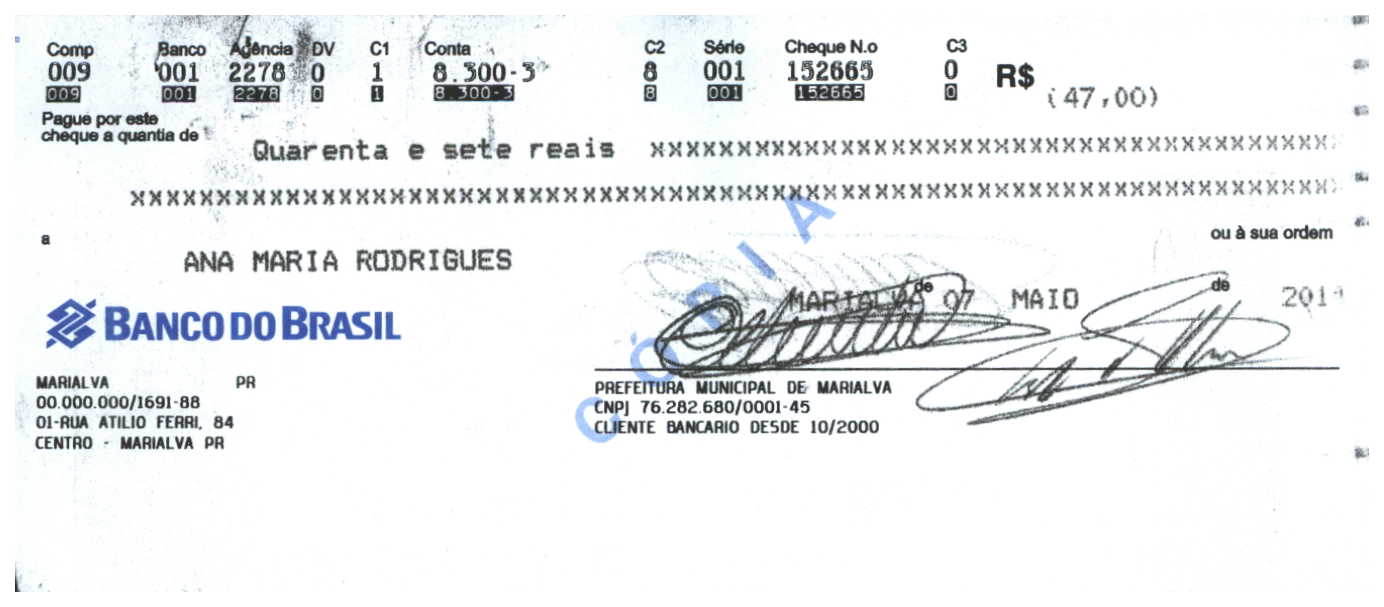 Comp Banco Agência DV C1 Conta C2 Série Cheque N.o C3
009 001 2278 0 1 8.300-3 8 001 152665 0 R$
009 001 2278 0 1 8.300-3 8 001 152665 0 (47,00)
Pague por este
cheque a quantia de
Quarenta e sete reais xxxxxxxxxxxxxxxxxxxxxxxxxxxxxxxxxxxxxxxx
xxxxxxxxxxxxxxxxxxxxxxxxxxxxxxxxxxxxxxxxxxxxxxxxxxxxxxxxxxxxxxxxxxxxxx
a ou à sua ordem
ANA MARIA RODRIGUES
MARIALVA de 07 MAIO de
BANCO DO BRASIL
CÓPIA
MARIALVA PR
00.000.000/1691-88
01-RUA ATILIO FERRI, 84
CENTRO - MARIALVA PR
PREFEITURA MUNICIPAL DE MARIALVA
CNPJ 76.282.680/0001-45
CLIENTE BANCARIO DESDE 10/2000